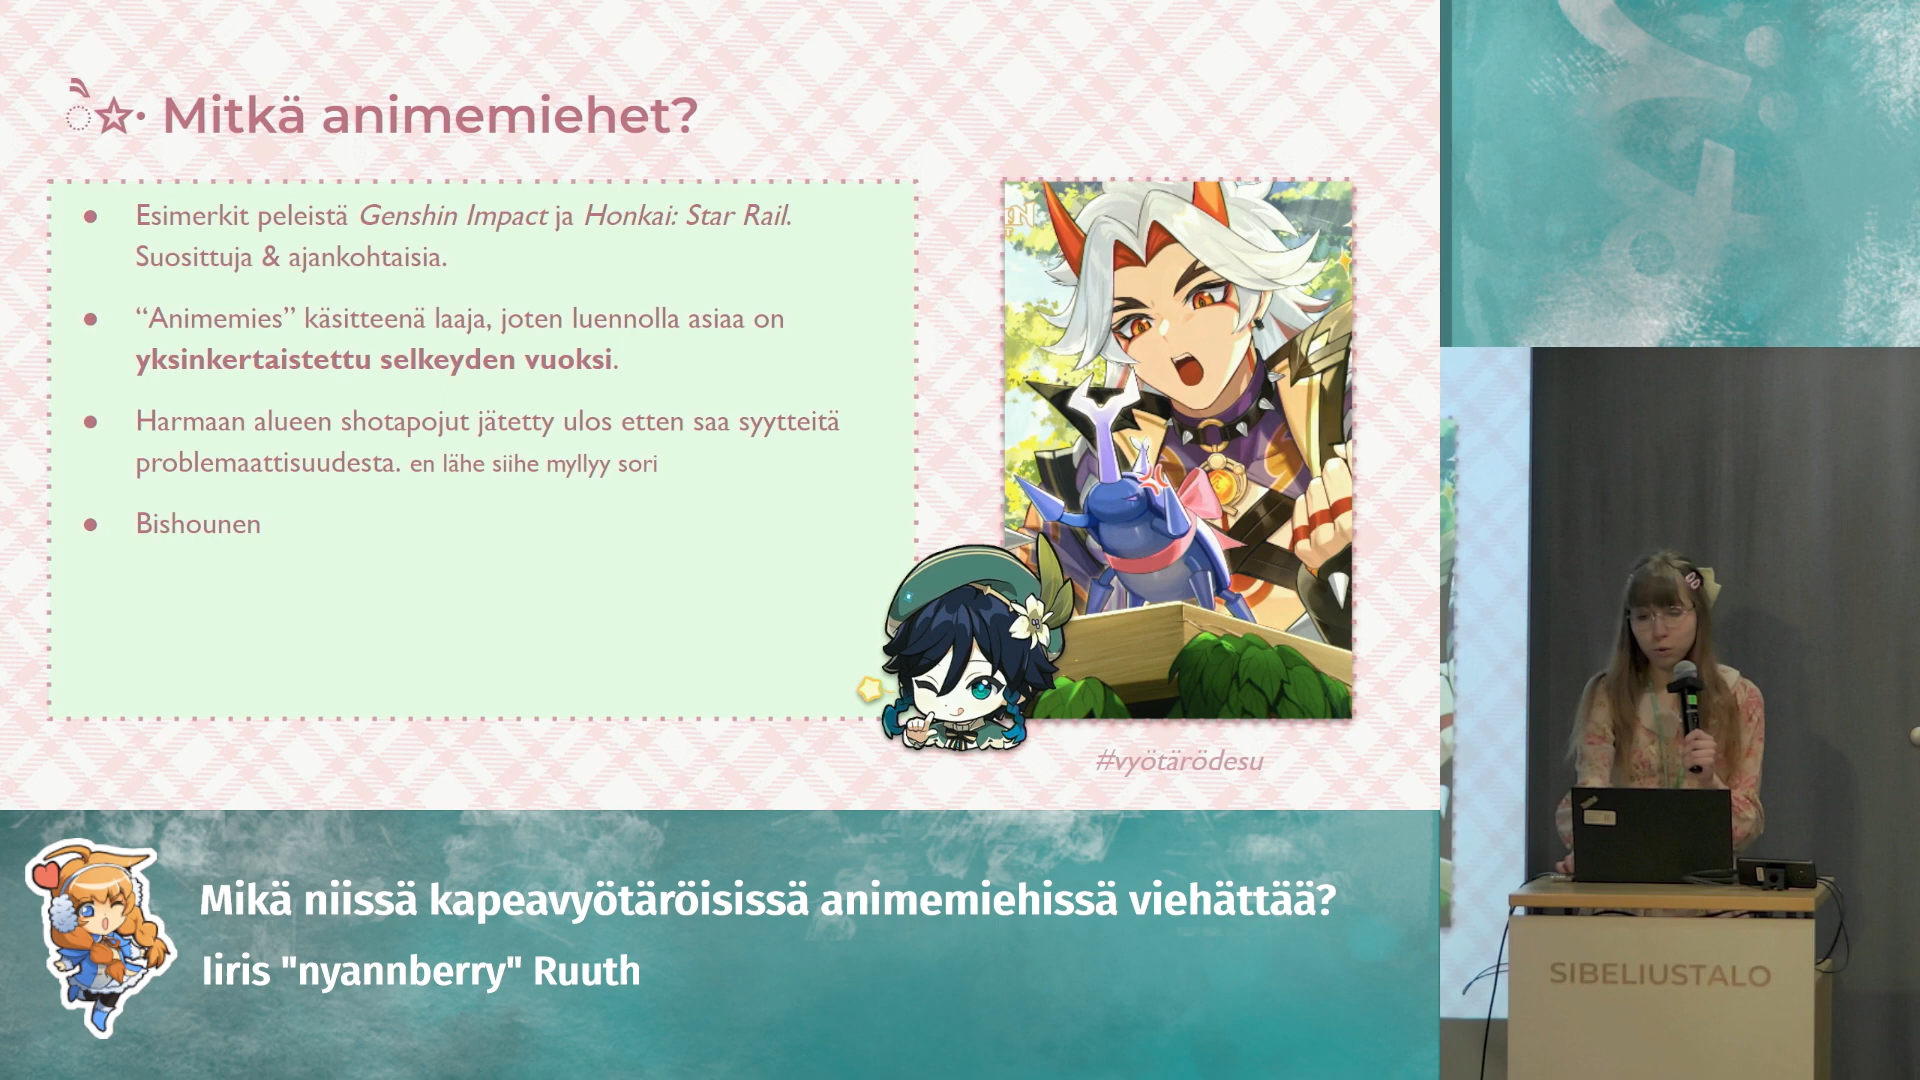 Mitkä animemiehet?
● Esimerkit peleistä Genshin Impact ja Honkai: Star Rail.
Suosittuja & ajankohtaisia.
● “Animemies” käsitteenä laaja, joten luennolla asiaa on
yksinkertaistettu selkeyden vuoksi.
● Harmaan alueen shotapojut jätetty ulos etten saa syytteitä
problemaattisuudesta. en lähe siihe myllyy sori
● Bishounen
#vyötärödesu
Mikä niissä kapeavyötäröisissä animemiehissä viehättää?
Iiris "nyannberry" Ruuth
SIBELIUSTALO